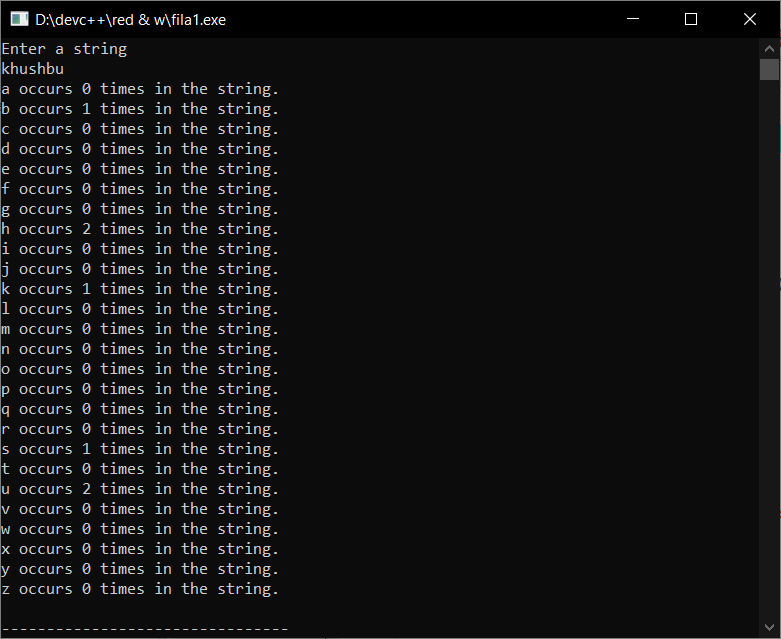 D:\devc++\red & w\fila1.exe
Enter a string
khushbu
a occurs 0 times in the string.
b occurs 1 times in the string.
c occurs 0 times in the string.
d occurs 0 times in the string.
e occurs 0 times in the string.
f occurs 0 times in the string.
g occurs 0 times in the string.
h occurs 2 times in the string.
i occurs 0 times in the string.
j occurs 0 times in the string.
k occurs 1 times in the string.
l occurs 0 times in the string.
m occurs 0 times in the string.
n occurs 0 times in the string.
o occurs 0 times in the string.
p occurs 0 times in the string.
q occurs 0 times in the string.
r occurs 0 times in the string.
s occurs 1 times in the string.
t occurs 0 times in the string.
u occurs 2 times in the string.
v occurs 0 times in the string.
w occurs 0 times in the string.
x occurs 0 times in the string.
y occurs 0 times in the string.
z occurs 0 times in the string.
--------------------------------